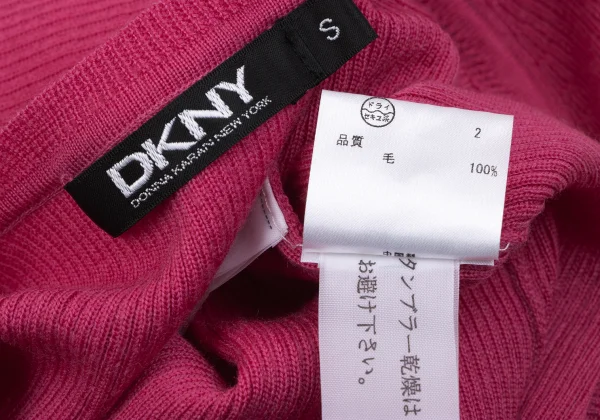 S
DKNY
DONNA KARAN NEW YORK
ドライ
セキユ系
2
品質
毛
100%
タンブラー乾燥は
お避け下さい。